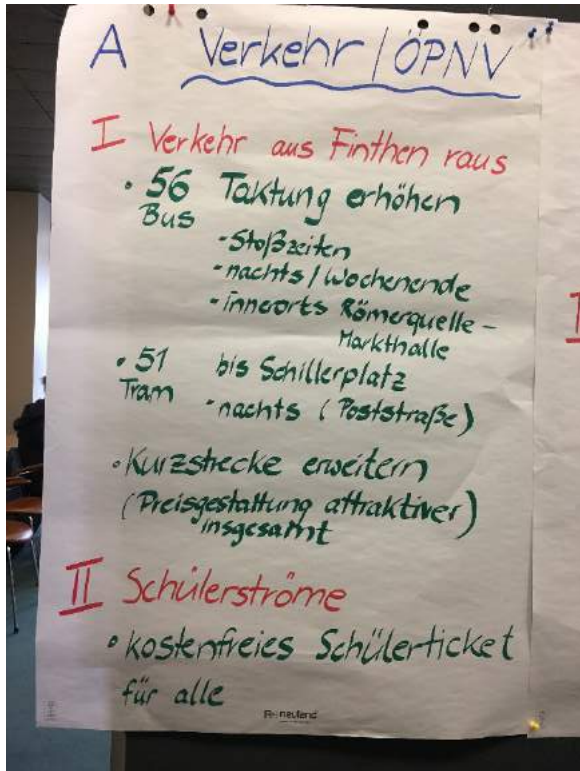 A Verkehr / ÖPNV
I Verkehr aus Finthen raus
• 56 Taktung erhöhen
Bus
- Stoßzeiten
- nachts / Wochenende
- innerorts Römerquelle -
Markthalle
• 51 bis Schillerplatz
Tram - nachts (Poststraße)
• Kurzstrecke erweitern
(Preisgestaltung attraktiver)
insgesamt
II Schülerströme
• kostenfreies Schülerticket
für alle
neuland